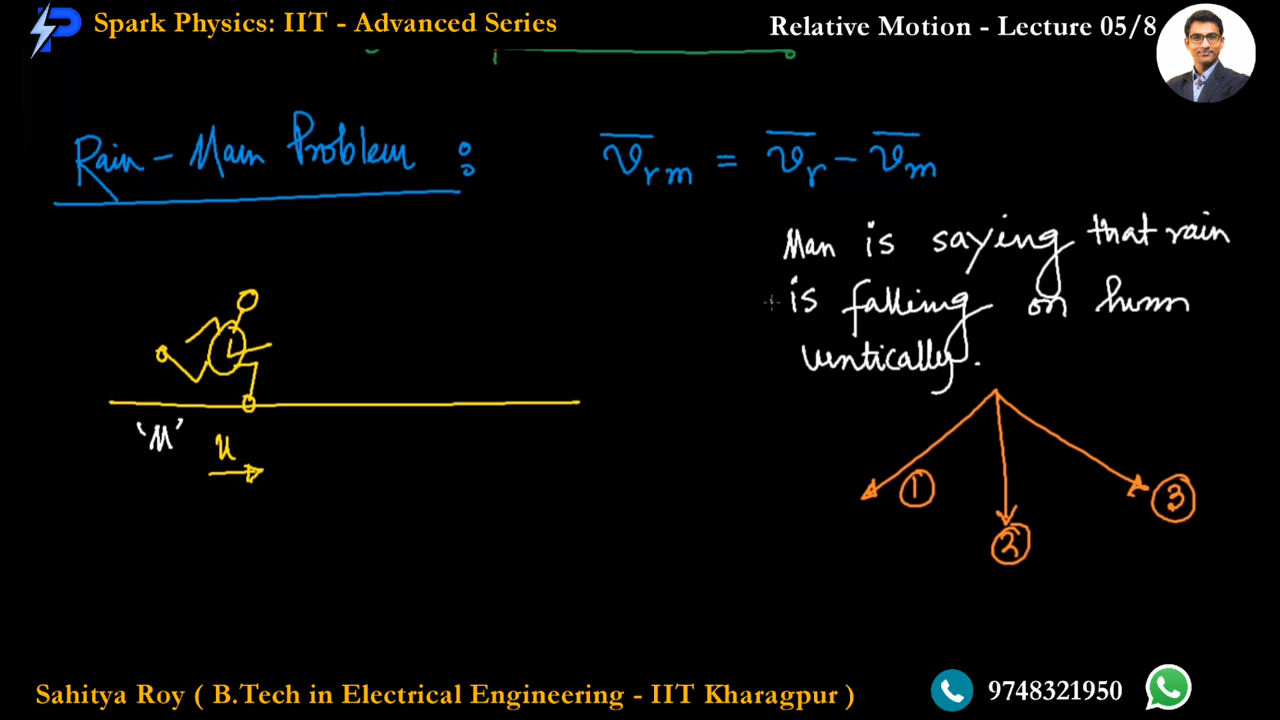 Spark Physics: IIT - Advanced Series
Relative Motion - Lecture 05/8
Rain - Man Problem :
v̅rm = v̅r - v̅m
Man is saying that rain
is falling on him
vertically.
'M'
u
①
②
③
Sahitya Roy ( B.Tech in Electrical Engineering - IIT Kharagpur )
9748321950